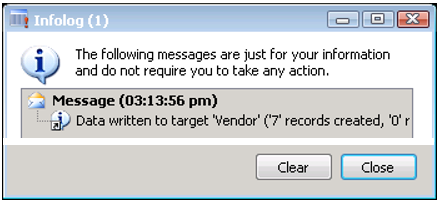 Infolog (1)
The following messages are just for your information
and do not require you to take any action.
Message (03:13:56 pm)
Data written to target 'Vendor' ('7' records created, '0' r
Clear
Close